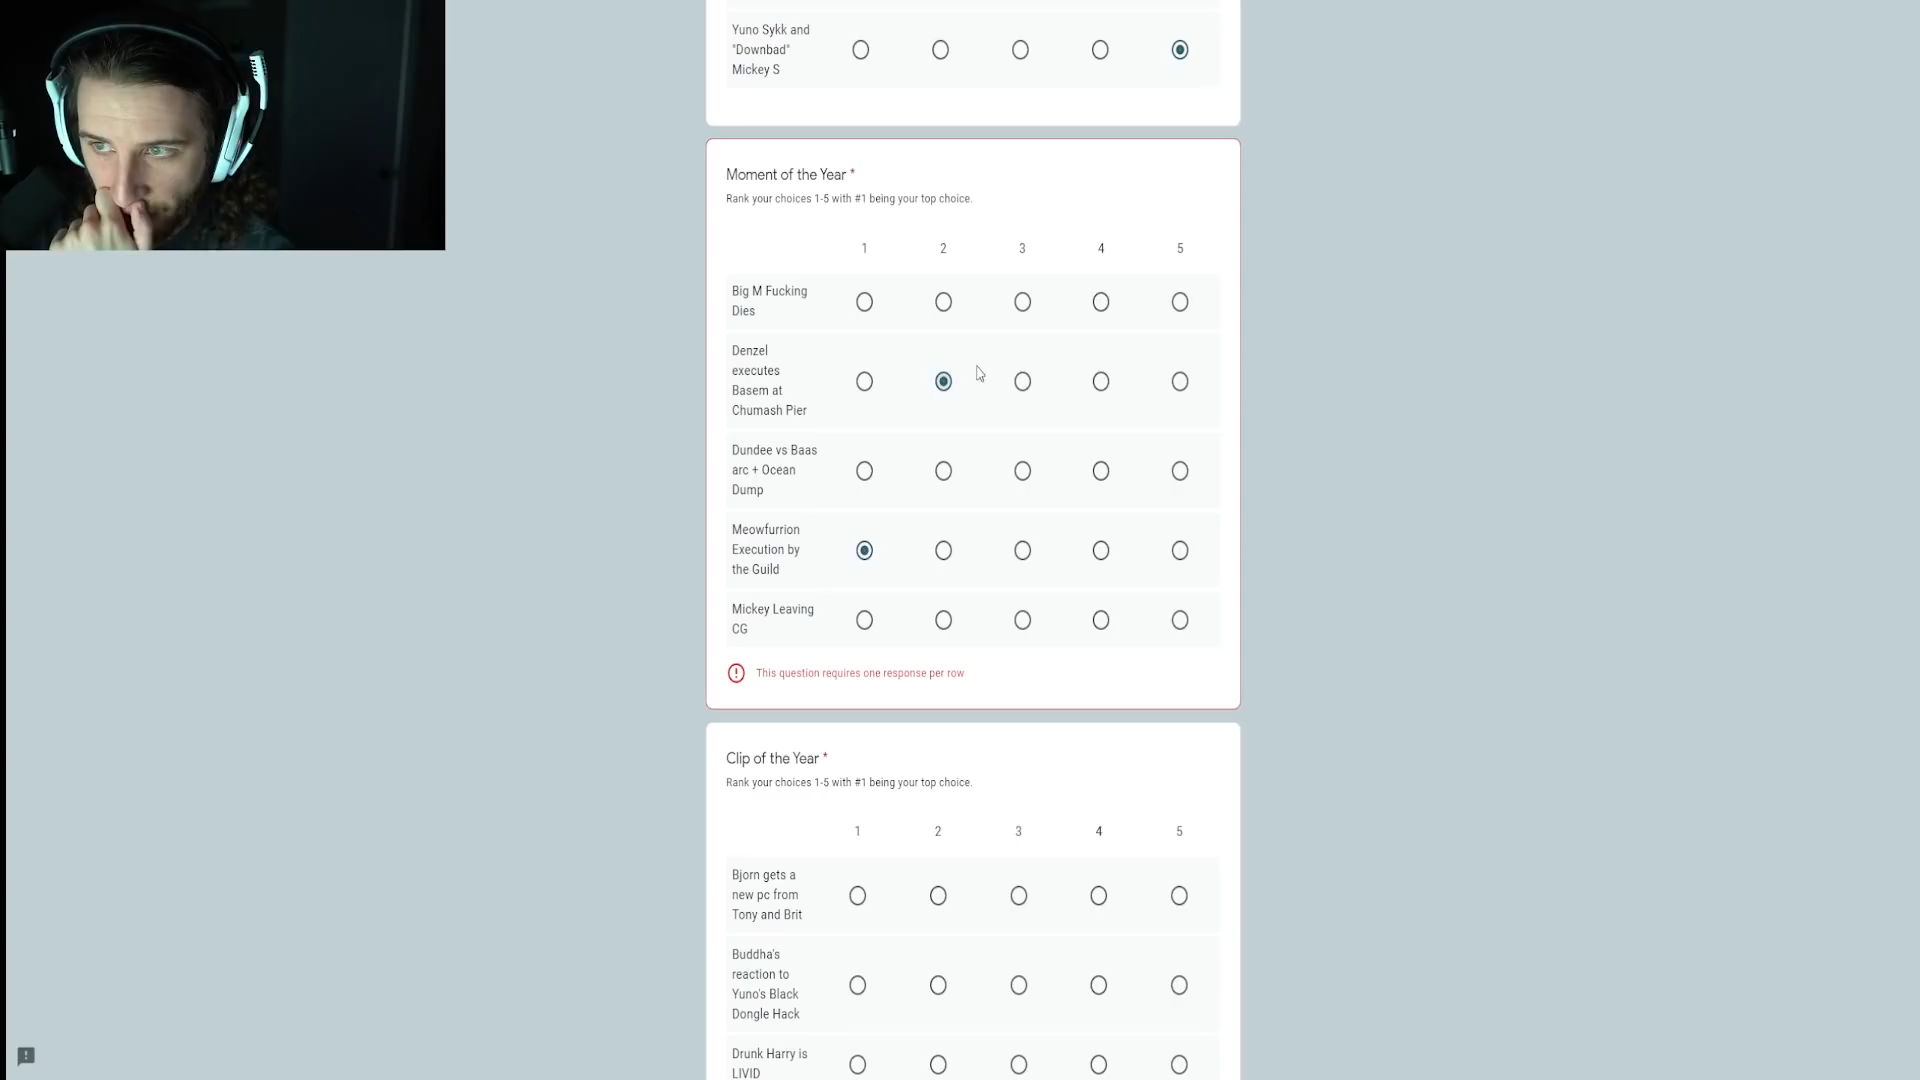 Yuno Sykk and
"Downbad"
Mickey S
Moment of the Year *
Rank your choices 1-5 with #1 being your top choice.
1 2 3 4 5
Big M Fucking
Dies
Denzel
executes
Basem at
Chumash Pier
Dundee vs Baas
arc + Ocean
Dump
Meowfurrion
Execution by
the Guild
Mickey Leaving
CG
This question requires one response per row
Clip of the Year *
Rank your choices 1-5 with #1 being your top choice.
1 2 3 4 5
Bjorn gets a
new pc from
Tony and Brit
Buddha's
reaction to
Yuno's Black
Dongle Hack
Drunk Harry is
LIVID